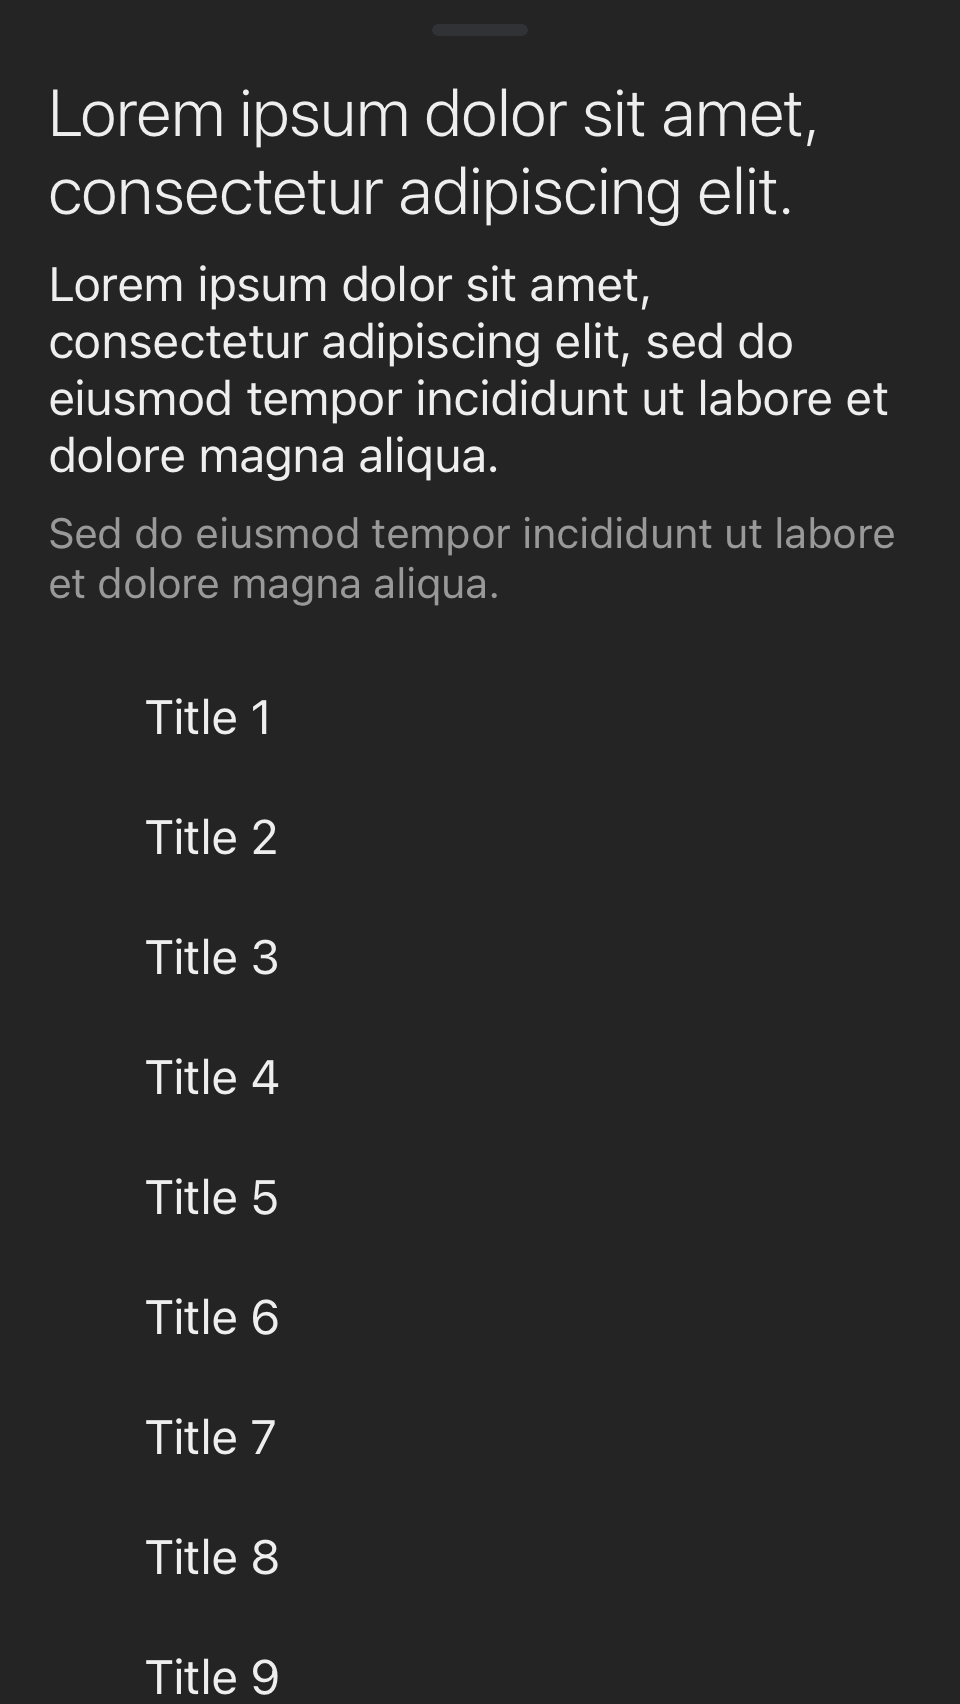 Lorem ipsum dolor sit amet,
consectetur adipiscing elit.
Lorem ipsum dolor sit amet,
consectetur adipiscing elit, sed do
eiusmod tempor incididunt ut labore et
dolore magna aliqua.
Sed do eiusmod tempor incididunt ut labore
et dolore magna aliqua.
Title 1
Title 2
Title 3
Title 4
Title 5
Title 6
Title 7
Title 8
Title 9